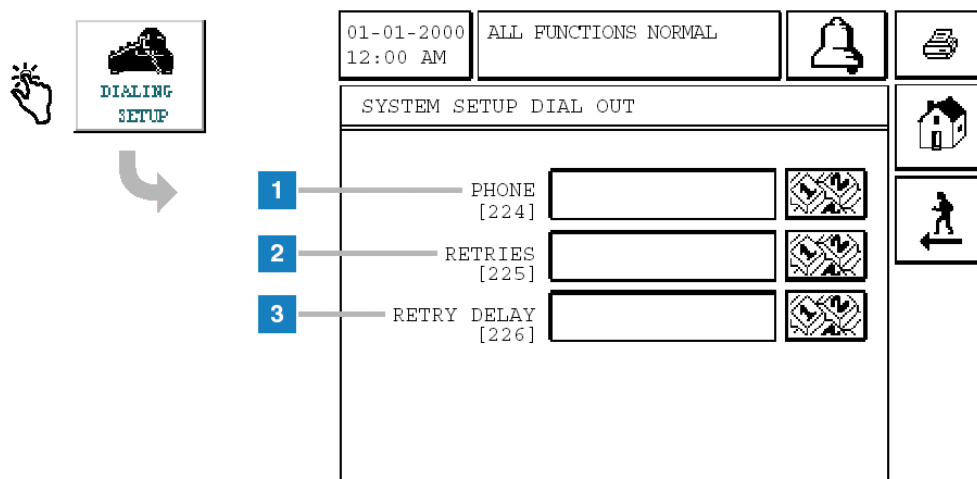 DIALING
SETUP
01-01-2000
12:00 AM
ALL FUNCTIONS NORMAL
SYSTEM SETUP DIAL OUT
1
PHONE
[224]
2
RETRIES
[225]
3
RETRY DELAY
[226]